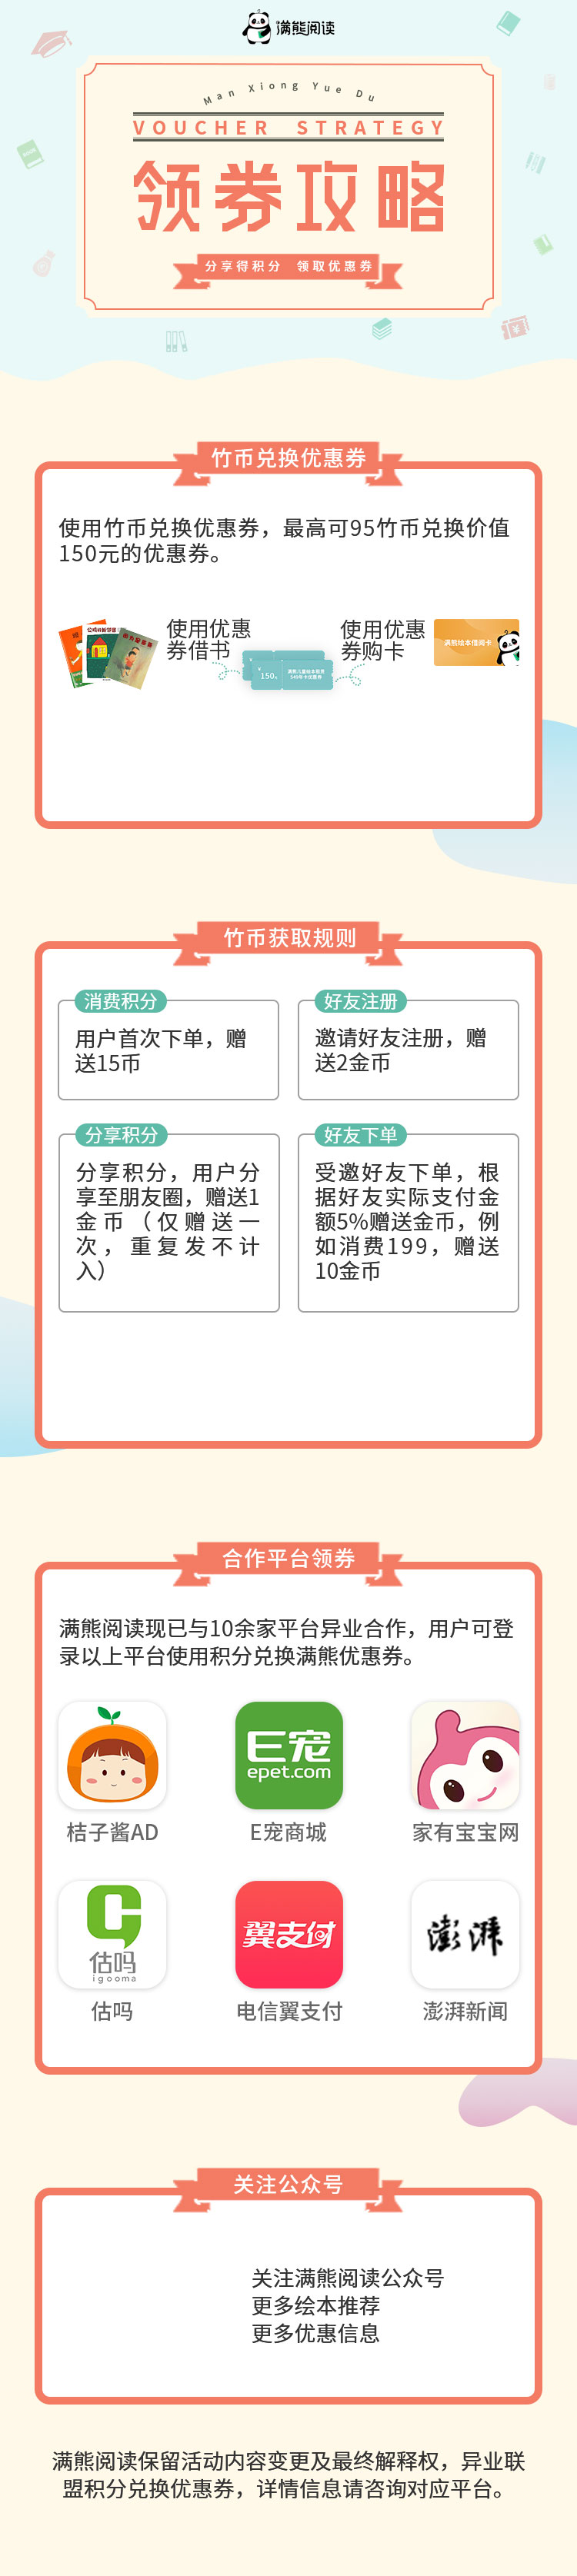 满熊阅读
Man Xiong Yue Du
VOUCHER STRATEGY
领券攻略
分享得积分 领取优惠券
竹币兑换优惠券
使用竹币兑换优惠券，最高可95竹币兑换价值
150元的优惠券。
使用优惠
券借书
使用优惠
券购卡
满熊绘本借阅卡
¥150
竹币获取规则
消费积分
用户首次下单，赠
送15币
好友注册
邀请好友注册，赠
送2金币
分享积分
分享积分，用户分
享至朋友圈，赠送1
金币（仅赠送一
次，重复发不计
入）
好友下单
受邀好友下单，根
据好友实际支付金
额5%赠送金币，例
如消费199，赠送
10金币
合作平台领券
满熊阅读现已与10余家平台异业合作，用户可登
录以上平台使用积分兑换满熊优惠券。
E宠
epet.com
桔子酱AD
E宠商城
家有宝宝网
估吗
igooma
翼支付
澎湃
估吗
电信翼支付
澎湃新闻
关注公众号
关注满熊阅读公众号
更多绘本推荐
更多优惠信息
满熊阅读保留活动内容变更及最终解释权，异业联
盟积分兑换优惠券，详情信息请咨询对应平台。